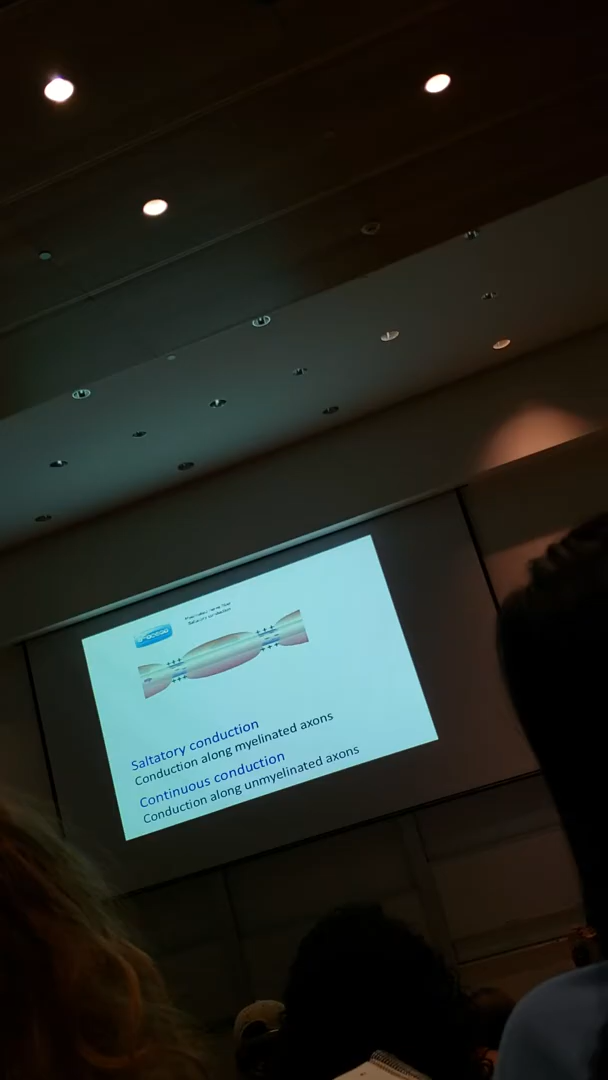 Saltatory conduction
Conduction along myelinated axons
Continuous conduction
Conduction along unmyelinated axons